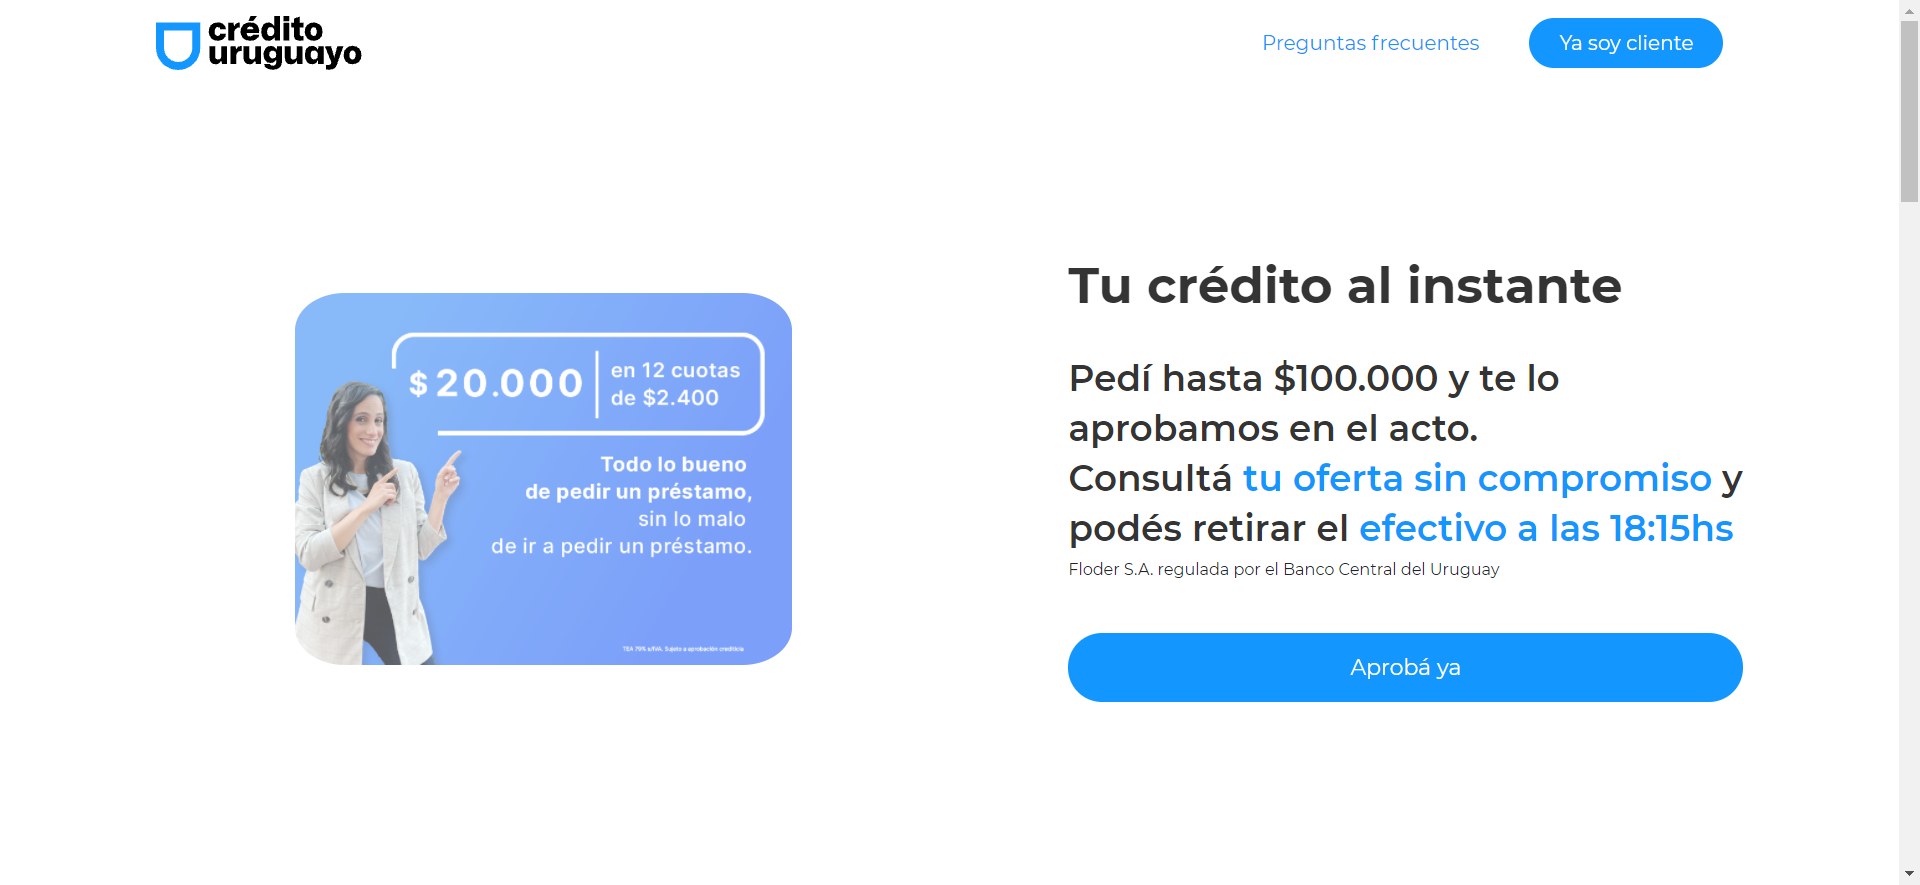 crédito
uruguayo
Preguntas frecuentes
Ya soy cliente
$ 20.000
en 12 cuotas
de $2.400
Todo lo bueno
de pedir un préstamo,
sin lo malo
de ir a pedir un préstamo.
TEA 79% s/IVA. Sujeto a aprobación crediticia
Tu crédito al instante
Pedí hasta $100.000 y te lo
aprobamos en el acto.
Consultá tu oferta sin compromiso y
podés retirar el efectivo a las 18:15hs
Floder S.A. regulada por el Banco Central del Uruguay
Aprobá ya